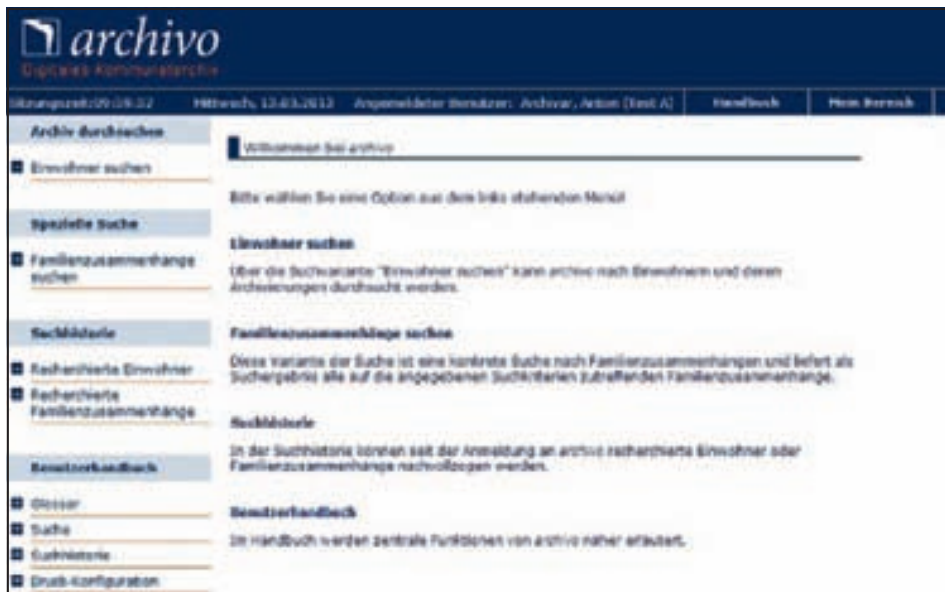 archivo
Digitales Kommunalarchiv
Mittwoch, 13.03.2013 Angemeldeter Benutzer: Archivar, Anton (Test A) Handbuch Mein Bereich
Archiv durchsuchen
Einwohner suchen
Spezielle Suche
Familienzusammenhänge
suchen
Suchhistorie
Recherchierte Einwohner
Recherchierte
Familienzusammenhänge
Benutzerhandbuch
Glossar
Suche
Suchhistorie
Druck-Konfiguration
Willkommen bei archivo
Bitte wählen Sie eine Option aus dem links stehenden Menü!
Einwohner suchen
Über die Suchvariante "Einwohner suchen" kann archivo nach Einwohnern und deren
Archivierungen durchsucht werden.
Familienzusammenhänge suchen
Diese Variante der Suche ist eine konkrete Suche nach Familienzusammenhängen und liefert als
Suchergebnis alle auf die angegebenen Suchkriterien zutreffenden Familienzusammenhänge.
Suchhistorie
In der Suchhistorie können seit der Anmeldung an archivo recherchierte Einwohner oder
Familienzusammenhänge nachvollzogen werden.
Benutzerhandbuch
Im Handbuch werden zentrale Funktionen von archivo näher erläutert.